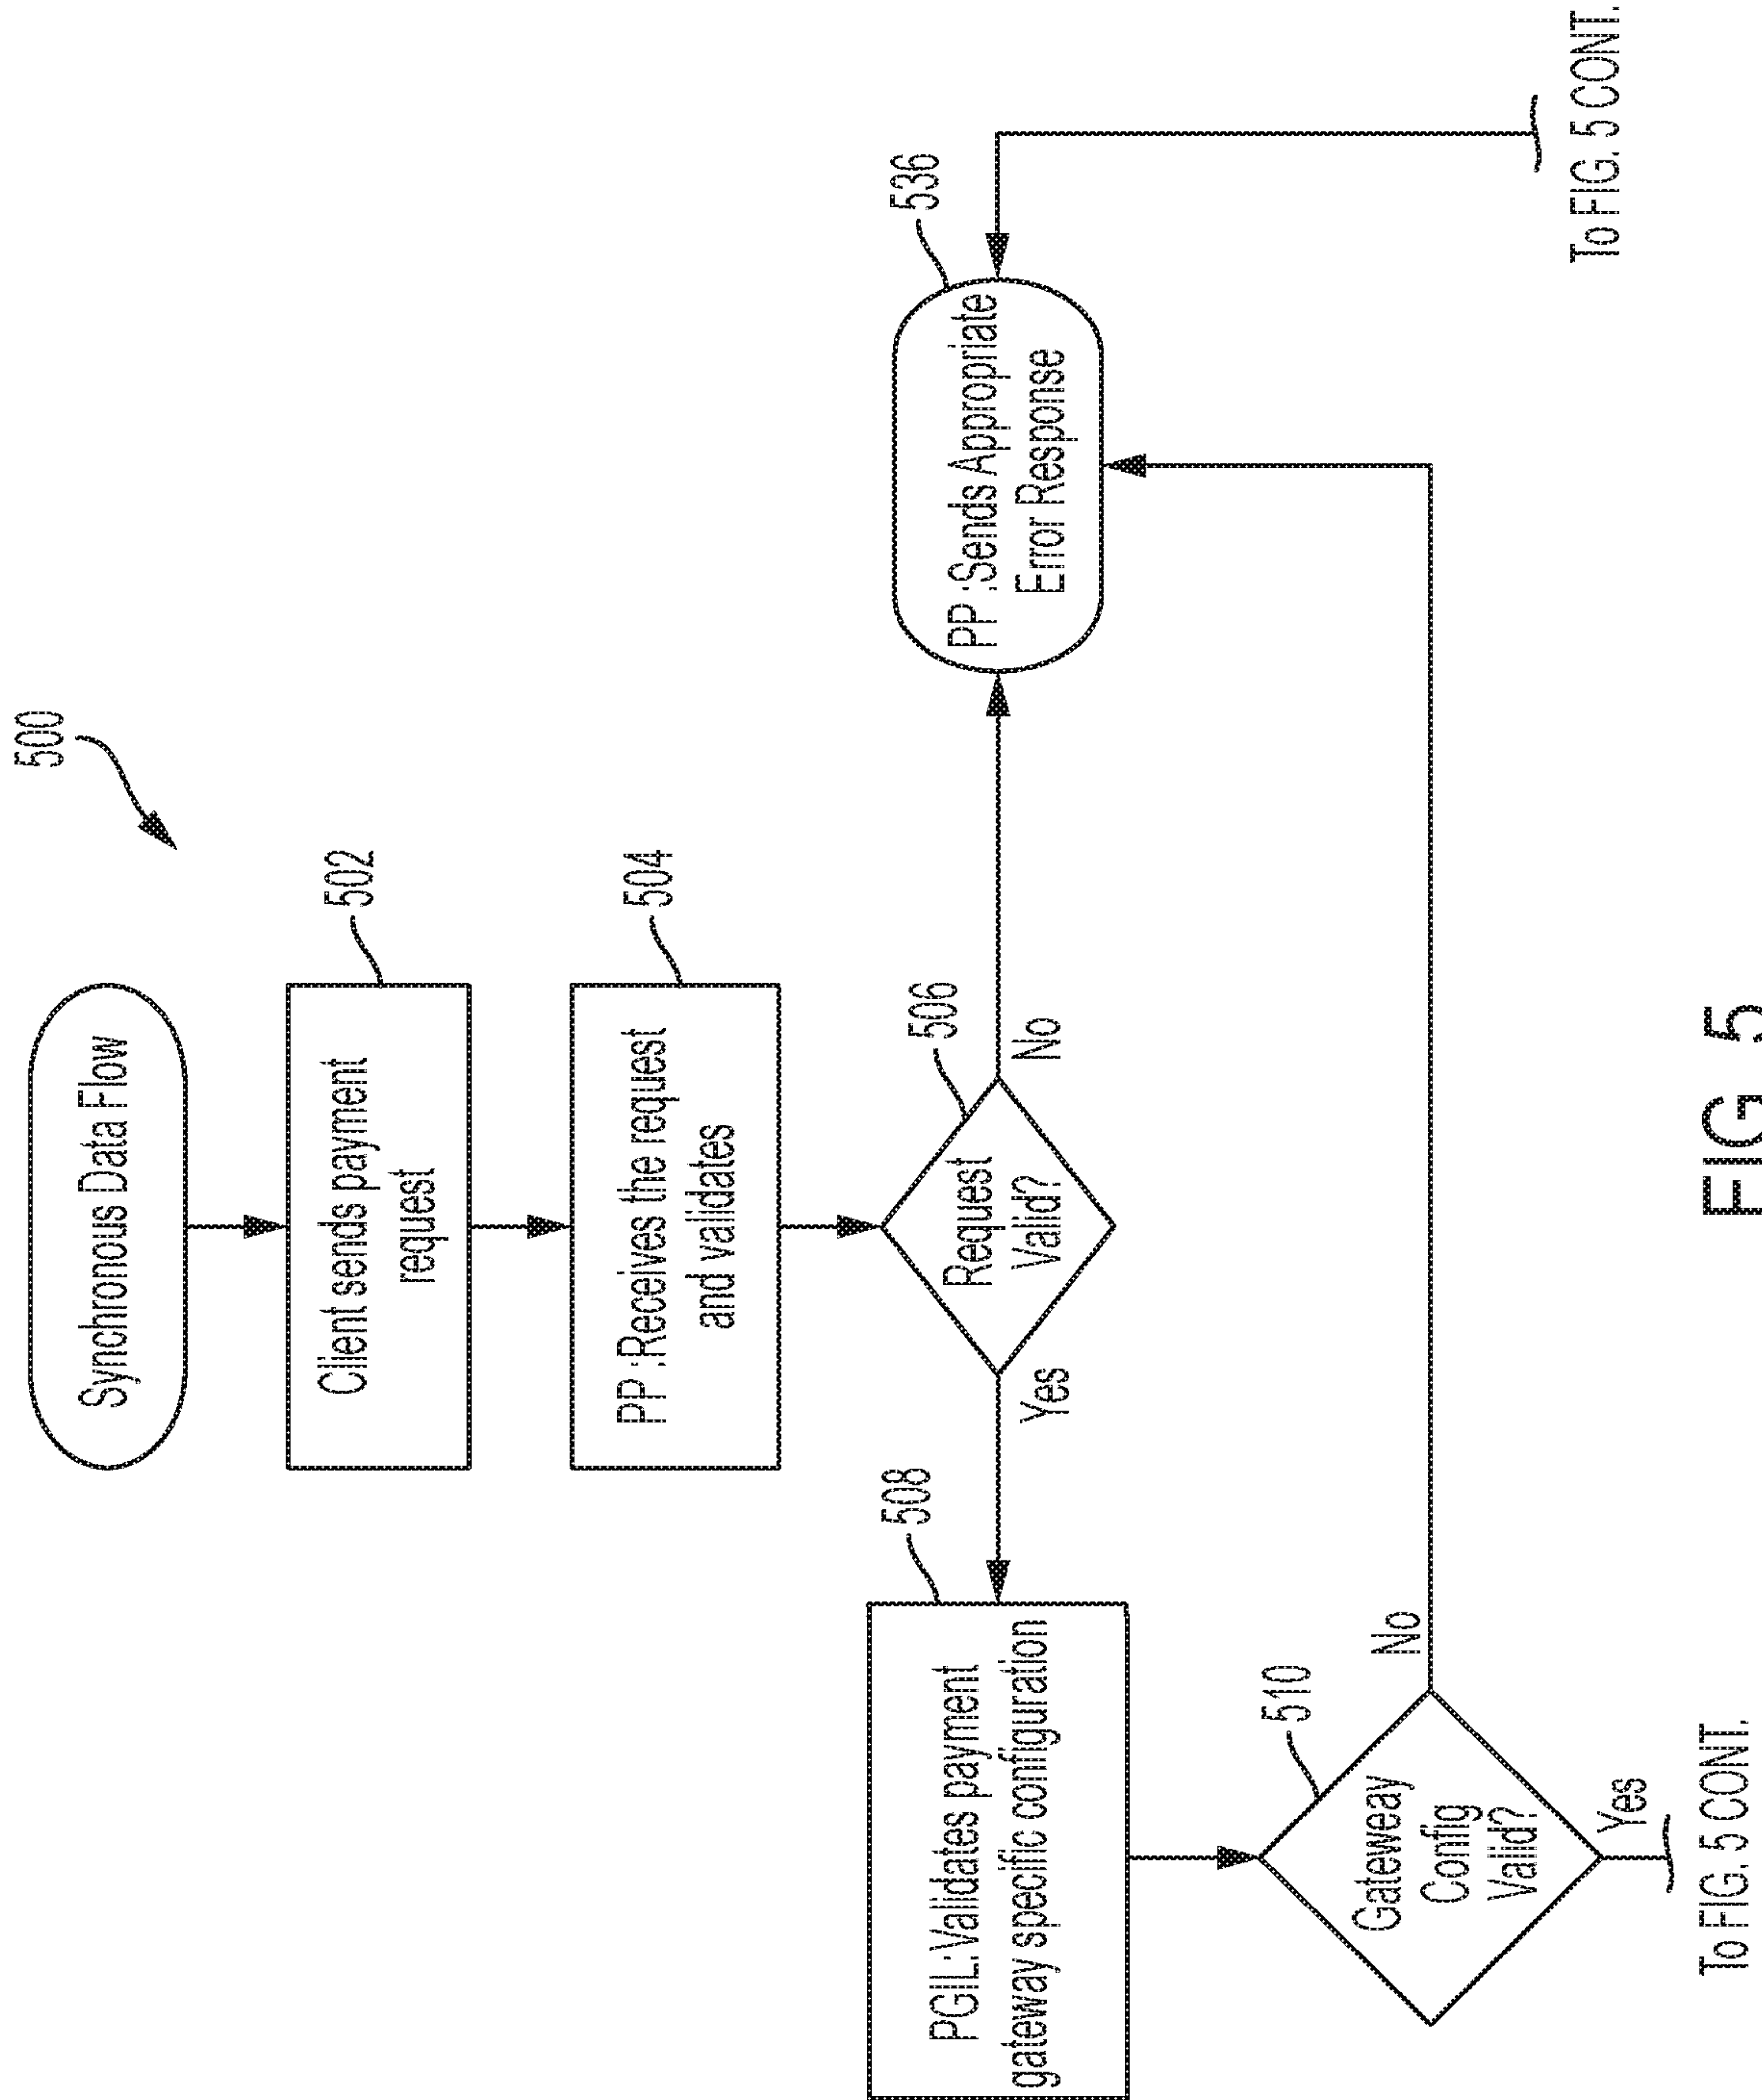 500
Synchronous Data Flow
502
Client sends payment
request
504
PP :Receives the request
and validates
506
Request
Valid?
Yes
No
508
PGIL:Validates payment
gateway specific configuration
536
PP :Sends Appropriate
Error Response
510
Gateweay
Config
Valid?
No
Yes
To FIG. 5 CONT.
To FIG. 5 CONT.
FIG. 5